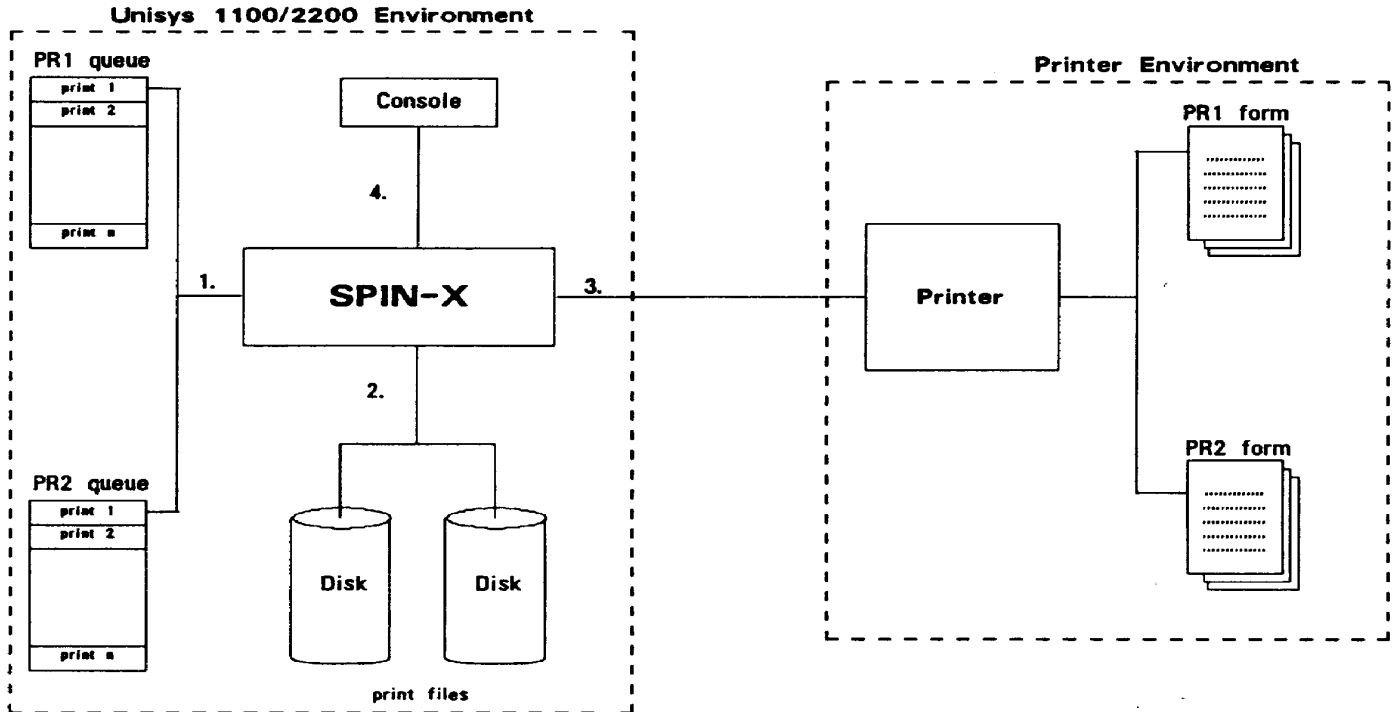 Unisys 1100/2200 Environment
PR1 queue
print 1
print 2
print n
Console
4.
1.
SPIN-X
3.
2.
PR2 queue
print 1
print 2
print n
Disk
Disk
print files
Printer Environment
PR1 form
Printer
PR2 form